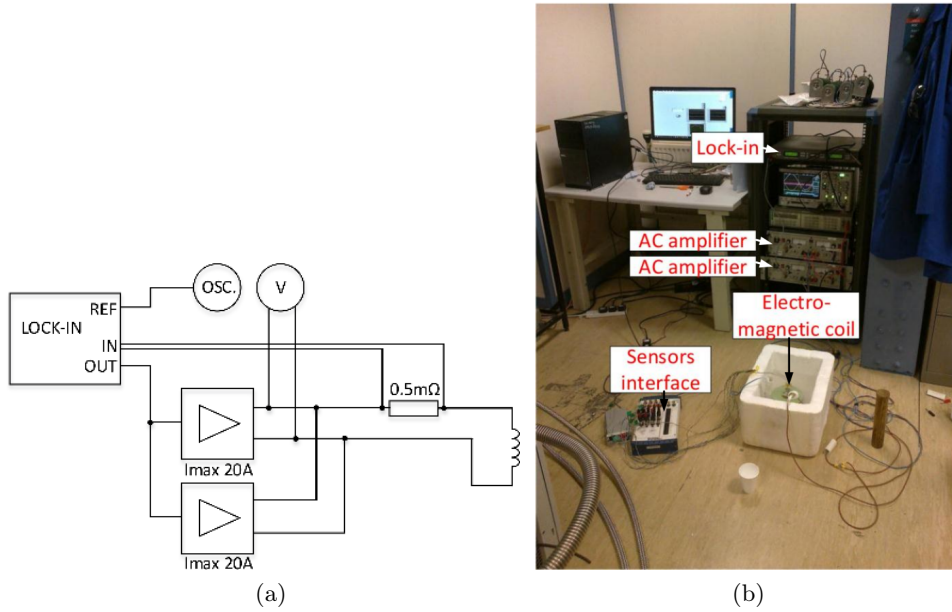 OSC.
V
REF
LOCK-IN
IN
OUT
0.5mΩ
Imax 20A
Imax 20A
(a)
Lock-in
AC amplifier
AC amplifier
Electro-
magnetic coil
Sensors
interface
(b)